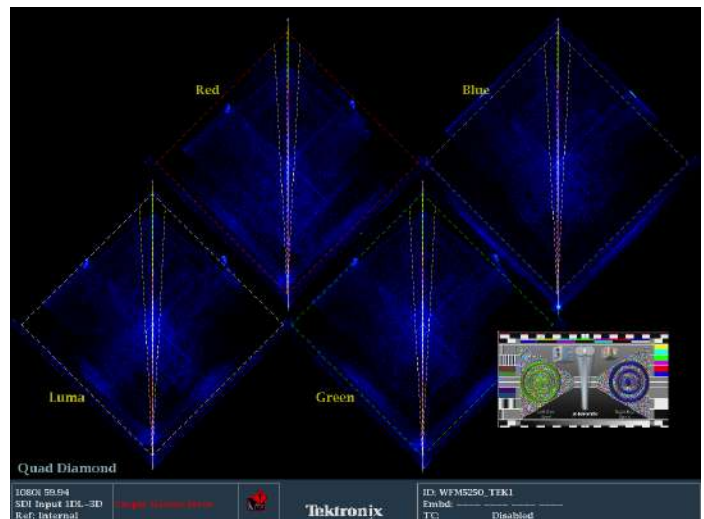 Red
Blue
Luma
Green
Quad Diamond
1080i 59.94
SDI Input 1DL-3D
Ref: Internal
Tektronix
ID: WFM5250_TEK1
Embd: ---- ---- ---- ----
TC: Disabled